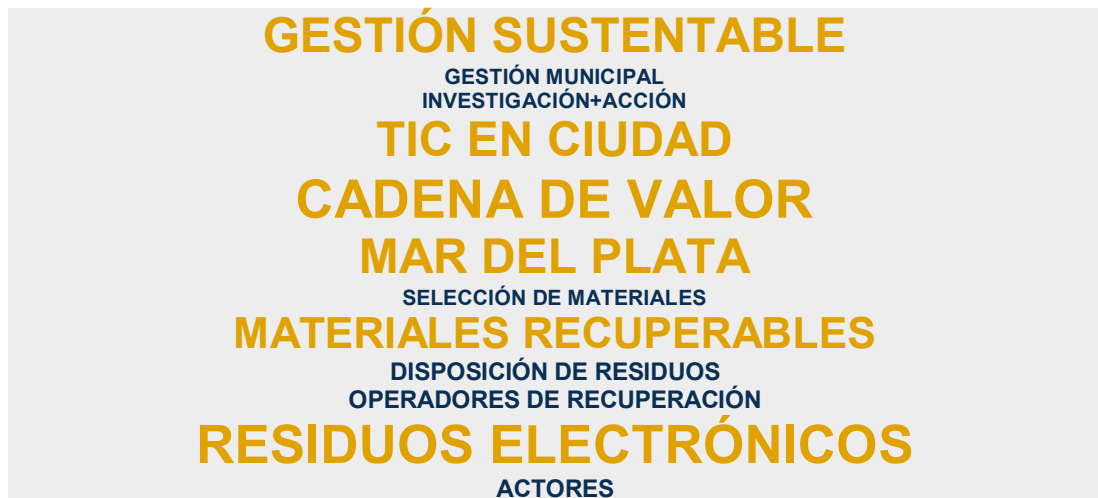 GESTIÓN SUSTENTABLE
GESTIÓN MUNICIPAL
INVESTIGACIÓN+ACCIÓN
TIC EN CIUDAD
CADENA DE VALOR
MAR DEL PLATA
SELECCIÓN DE MATERIALES
MATERIALES RECUPERABLES
DISPOSICIÓN DE RESIDUOS
OPERADORES DE RECUPERACIÓN
RESIDUOS ELECTRÓNICOS
ACTORES